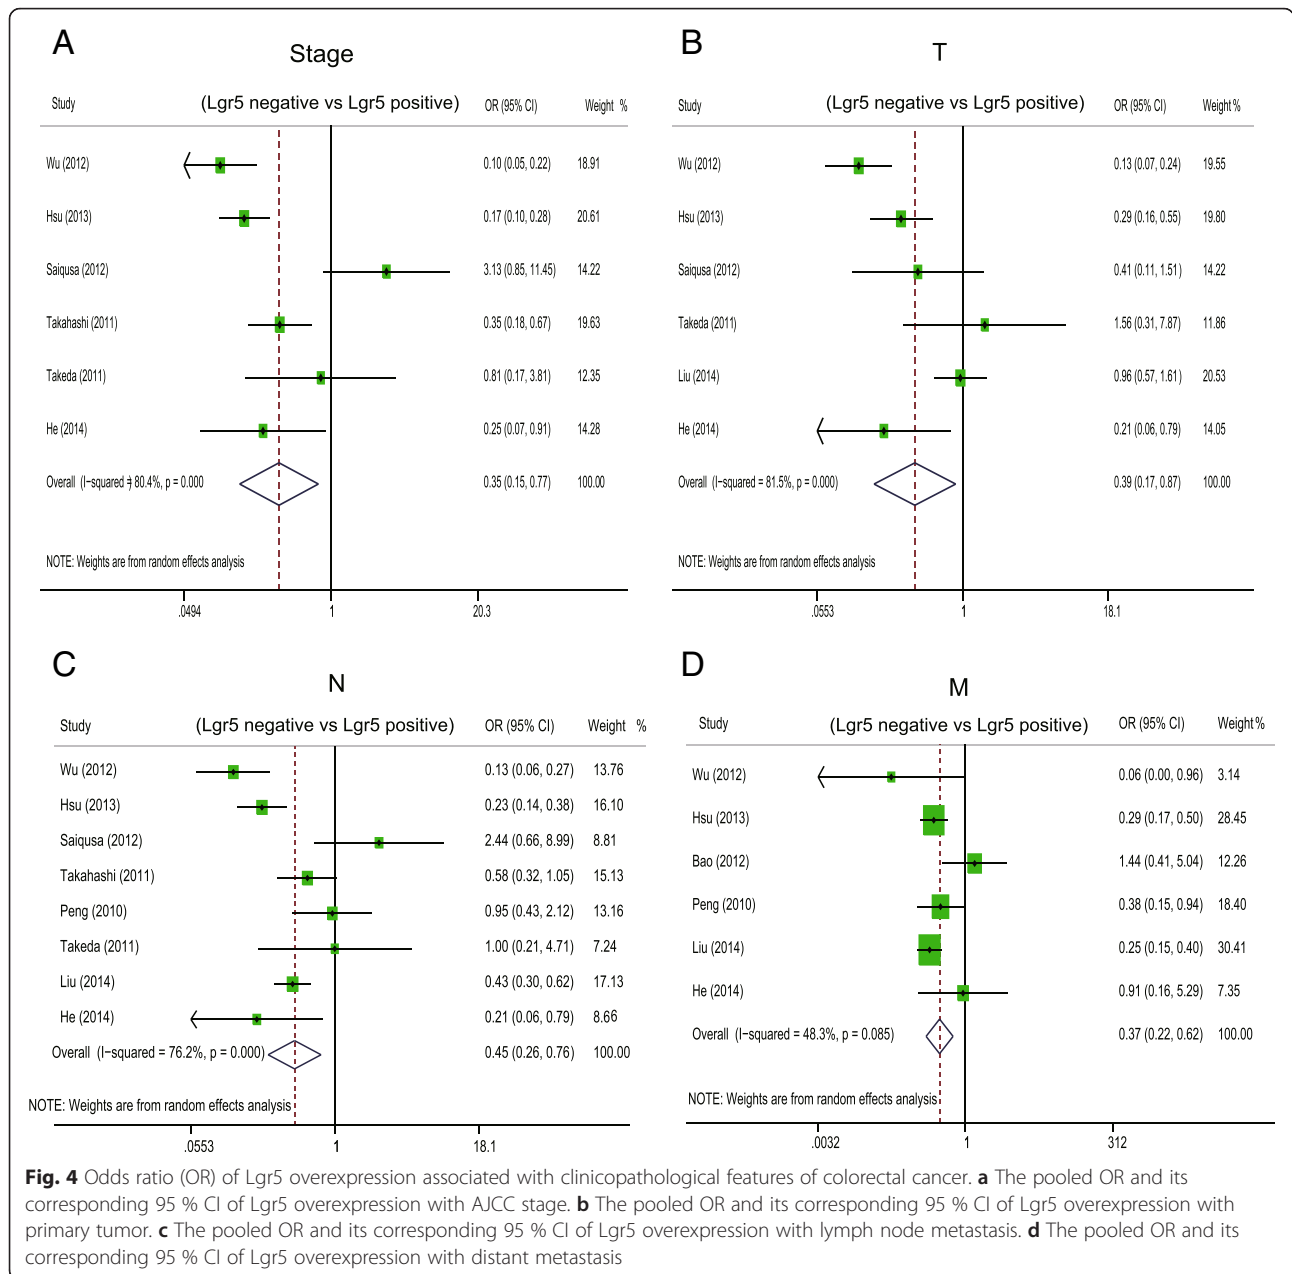 A
Stage
Study (Lgr5 negative vs Lgr5 positive) OR (95% CI) Weight %
Wu (2012) 0.10 (0.05, 0.22) 18.91
Hsu (2013) 0.17 (0.10, 0.28) 20.61
Saiqusa (2012) 3.13 (0.85, 11.45) 14.22
Takahashi (2011) 0.35 (0.18, 0.67) 19.63
Takeda (2011) 0.81 (0.17, 3.81) 12.35
He (2014) 0.25 (0.07, 0.91) 14.28
Overall (I-squared = 80.4%, p = 0.000) 0.35 (0.15, 0.77) 100.00
NOTE: Weights are from random effects analysis
.0494 1 20.3
B
T
Study (Lgr5 negative vs Lgr5 positive) OR (95% CI) Weight %
Wu (2012) 0.13 (0.07, 0.24) 19.55
Hsu (2013) 0.29 (0.16, 0.55) 19.80
Saiqusa (2012) 0.41 (0.11, 1.51) 14.22
Takeda (2011) 1.56 (0.31, 7.87) 11.86
Liu (2014) 0.96 (0.57, 1.61) 20.53
He (2014) 0.21 (0.06, 0.79) 14.05
Overall (I-squared = 81.5%, p = 0.000) 0.39 (0.17, 0.87) 100.00
NOTE: Weights are from random effects analysis
.0553 1 18.1
C
N
Study (Lgr5 negative vs Lgr5 positive) OR (95% CI) Weight %
Wu (2012) 0.13 (0.06, 0.27) 13.76
Hsu (2013) 0.23 (0.14, 0.38) 16.10
Saiqusa (2012) 2.44 (0.66, 8.99) 8.81
Takahashi (2011) 0.58 (0.32, 1.05) 15.13
Peng (2010) 0.95 (0.43, 2.12) 13.16
Takeda (2011) 1.00 (0.21, 4.71) 7.24
Liu (2014) 0.43 (0.30, 0.62) 17.13
He (2014) 0.21 (0.06, 0.79) 8.66
Overall (I-squared = 76.2%, p = 0.000) 0.45 (0.26, 0.76) 100.00
NOTE: Weights are from random effects analysis
.0553 1 18.1
D
M
Study (Lgr5 negative vs Lgr5 positive) OR (95% CI) Weight %
Wu (2012) 0.06 (0.00, 0.96) 3.14
Hsu (2013) 0.29 (0.17, 0.50) 28.45
Bao (2012) 1.44 (0.41, 5.04) 12.26
Peng (2010) 0.38 (0.15, 0.94) 18.40
Liu (2014) 0.25 (0.15, 0.40) 30.41
He (2014) 0.91 (0.16, 5.29) 7.35
Overall (I-squared = 48.3%, p = 0.085) 0.37 (0.22, 0.62) 100.00
NOTE: Weights are from random effects analysis
.0032 1 312
Fig. 4 Odds ratio (OR) of Lgr5 overexpression associated with clinicopathological features of colorectal cancer. a The pooled OR and its
corresponding 95 % CI of Lgr5 overexpression with AJCC stage. b The pooled OR and its corresponding 95 % CI of Lgr5 overexpression with
primary tumor. c The pooled OR and its corresponding 95 % CI of Lgr5 overexpression with lymph node metastasis. d The pooled OR and its
corresponding 95 % CI of Lgr5 overexpression with distant metastasis